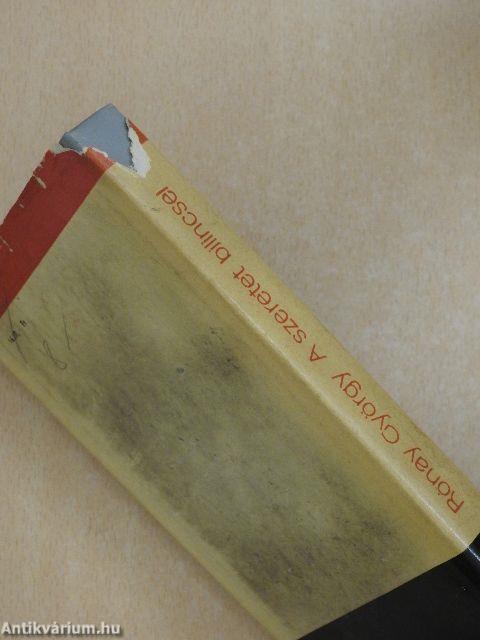 Rónay György A szeretet bilincsei
Antikvárium.hu